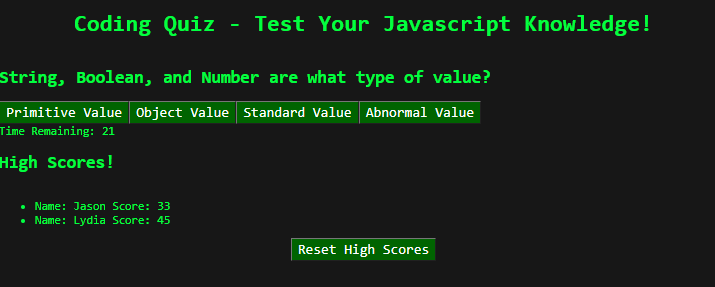 Coding Quiz - Test Your Javascript Knowledge!
String, Boolean, and Number are what type of value?
Primitive Value Object Value Standard Value Abnormal Value
Time Remaining: 21
High Scores!
Name: Jason Score: 33
Name: Lydia Score: 45
Reset High Scores